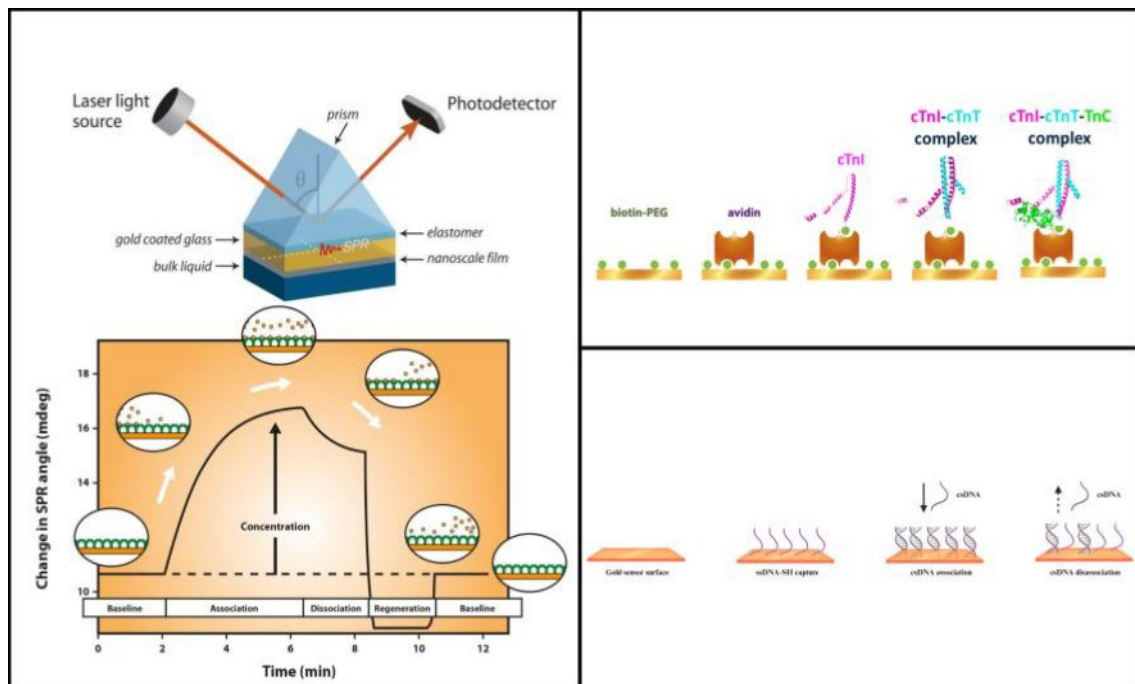 Laser light
source
Photodetector
prism
θ
gold coated glass
elastomer
SPR
bulk liquid
nanoscale film
Change in SPR angle (mdeg)
18
16
14
10
Concentration
Baseline
Association
Dissociation
Regeneration
Baseline
0
2
4
6
8
10
12
Time (min)
biotin-PEG
avidin
cTnI
cTnI-cTnT
complex
cTnI-cTnT-TnC
complex
csDNA
csDNA
Gold sensor surface
ssDNA-SH capture
csDNA association
csDNA disassociation